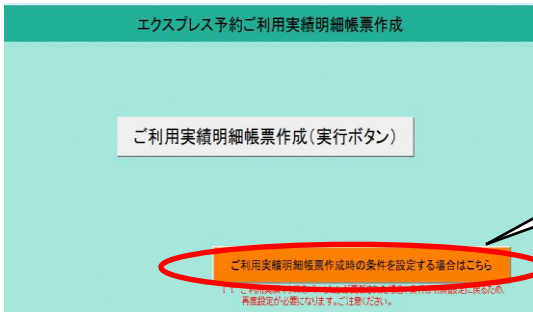 エクスプレス予約ご利用実績明細帳票作成
ご利用実績明細帳票作成(実行ボタン)
ご利用実績明細帳票作成時の条件を設定する場合はこちら
再度設定が必要になります。ご注意ください。